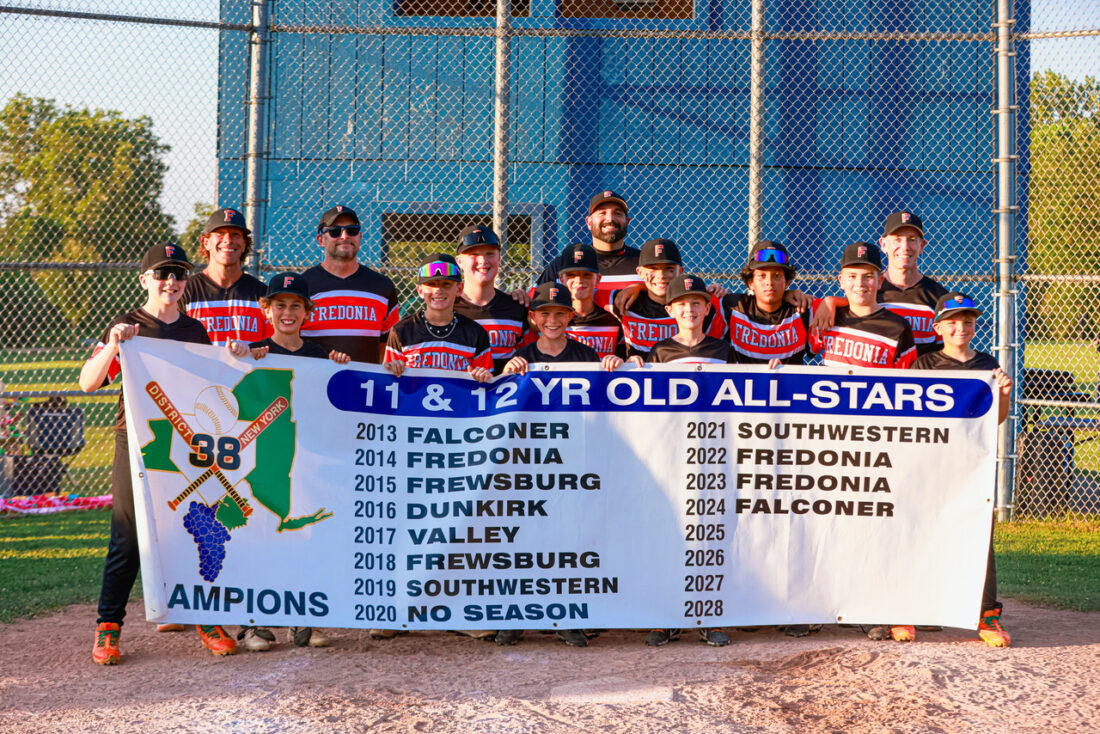 F
F
F
F
F
F
F
F
F
F
F
FREDONIA
FREDONIA
FREDONIA
FREDONIA
FREDONIA
FREDONIA
FREDONIA
DISTRICT
38
NEW YORK
CHAMPIONS
11 & 12 YR OLD ALL-STARS
2013 FALCONER
2014 FREDONIA
2015 FREWSBURG
2016 DUNKIRK
2017 VALLEY
2018 FREWSBURG
2019 SOUTHWESTERN
2020 NO SEASON
2021 SOUTHWESTERN
2022 FREDONIA
2023 FREDONIA
2024 FALCONER
2025
2026
2027
2028